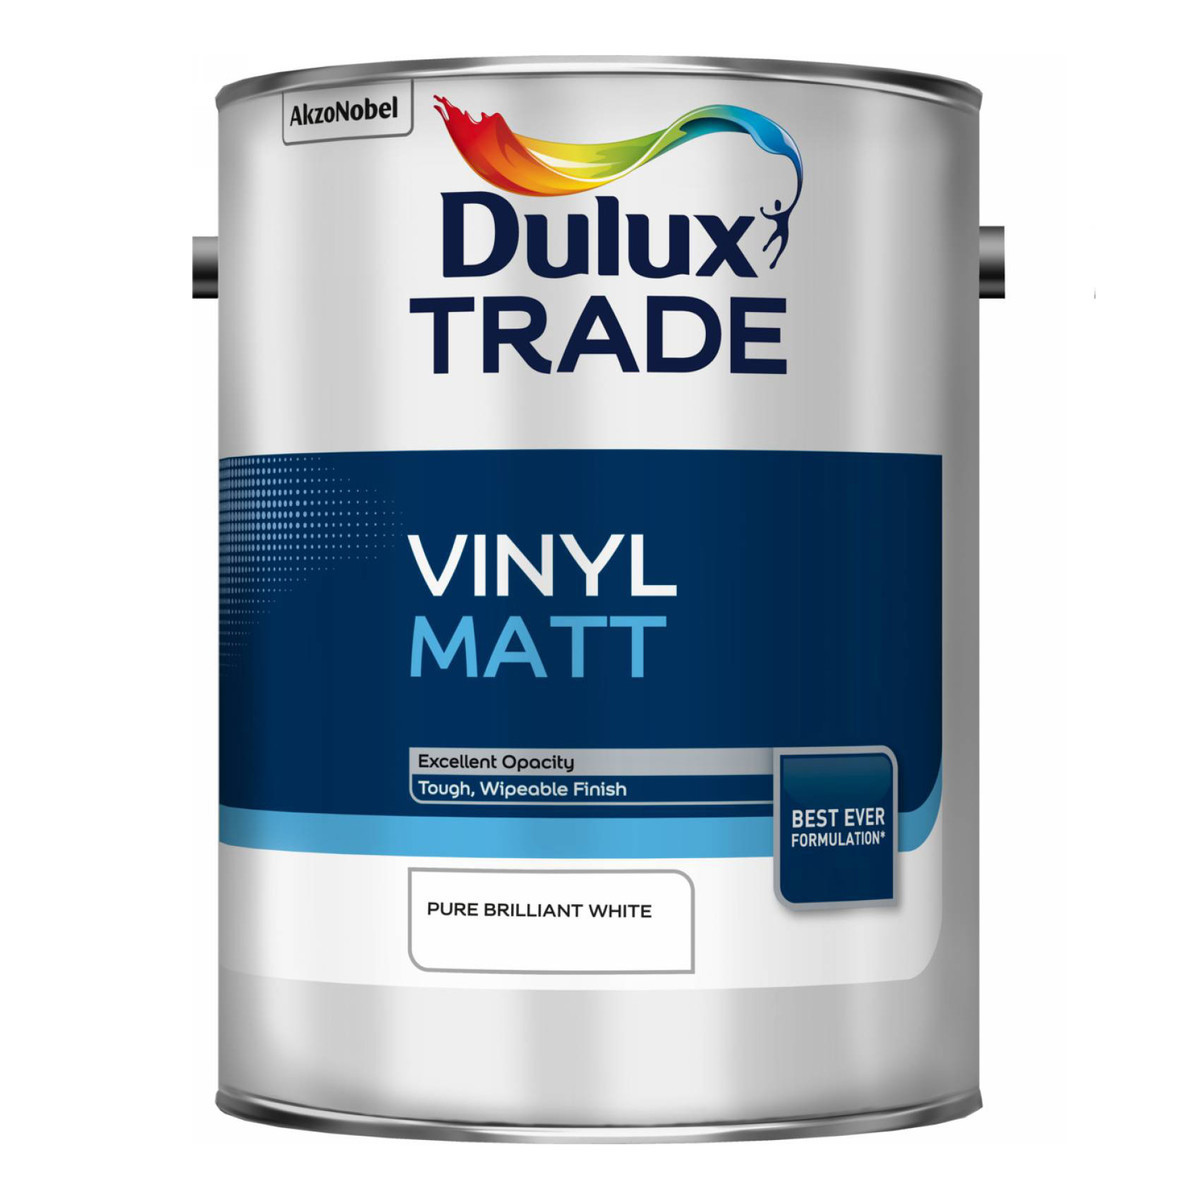 AkzoNobel
Dulux
TRADE
VINYL
MATT
Excellent Opacity
Tough, Wipeable Finish
BEST EVER
FORMULATION*
PURE BRILLIANT WHITE